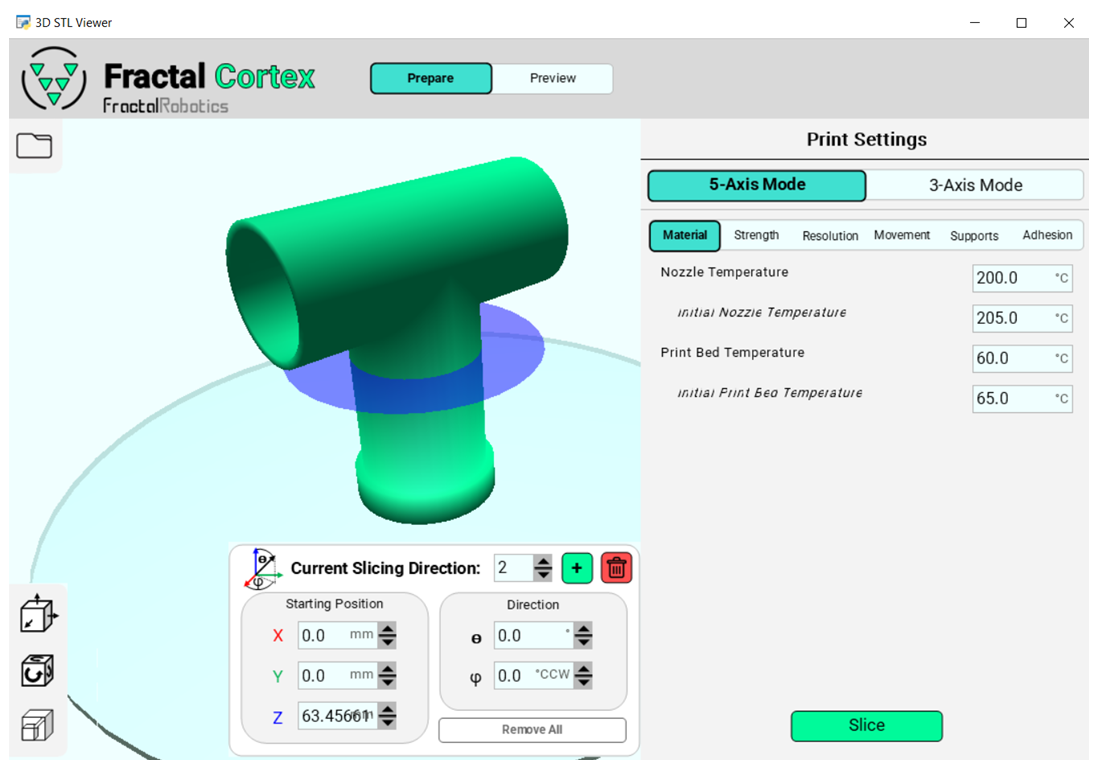 3D STL Viewer
Fractal Cortex
FractalRobotics
Prepare
Preview
Print Settings
5-Axis Mode
3-Axis Mode
Material
Strength
Resolution
Movement
Supports
Adhesion
Nozzle Temperature
200.0 °C
Initial Nozzle Temperature
205.0 °C
Print Bed Temperature
60.0 °C
Initial Print Bed Temperature
65.0 °C
Current Slicing Direction:
2
+
Starting Position
X 0.0 mm
Y 0.0 mm
Z 63.45661
Direction
θ 0.0 °
φ 0.0 °CCW
Remove All
Slice
θ
φ